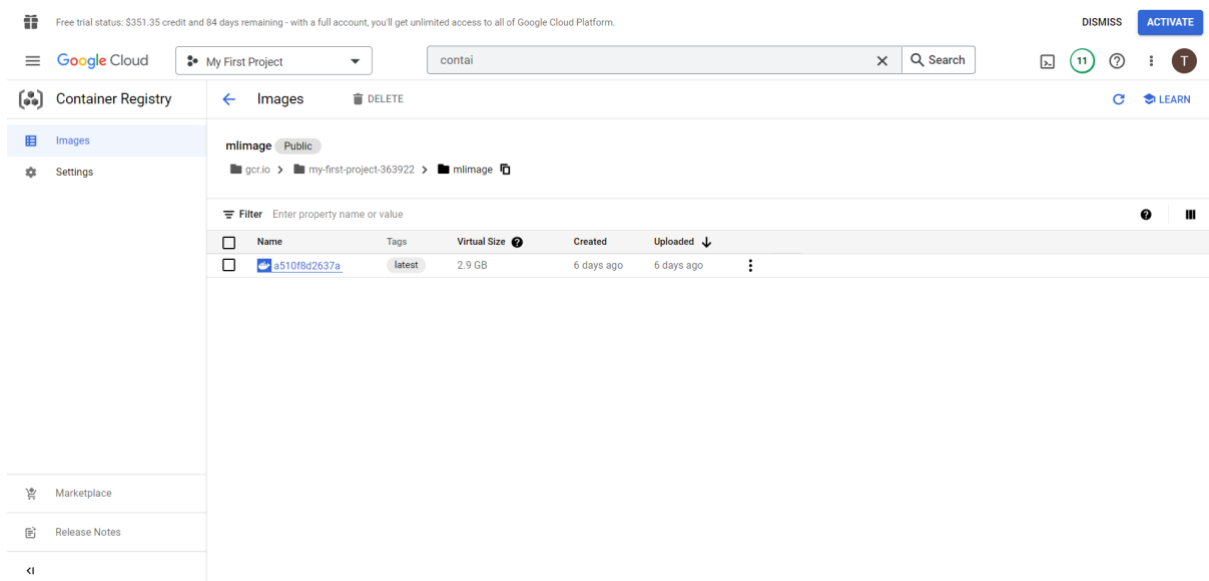 Free trial status: $351.35 credit and 84 days remaining - with a full account, you'll get unlimited access to all of Google Cloud Platform.
DISMISS
ACTIVATE
Google Cloud
My First Project
contai
Search
11
T
Container Registry
Images
DELETE
LEARN
Images
Settings
mlimage Public
gcr.io > my-first-project-363922 > mlimage
Filter Enter property name or value
Name Tags Virtual Size Created Uploaded
a510f8d2637a latest 2.9 GB 6 days ago 6 days ago
Marketplace
Release Notes